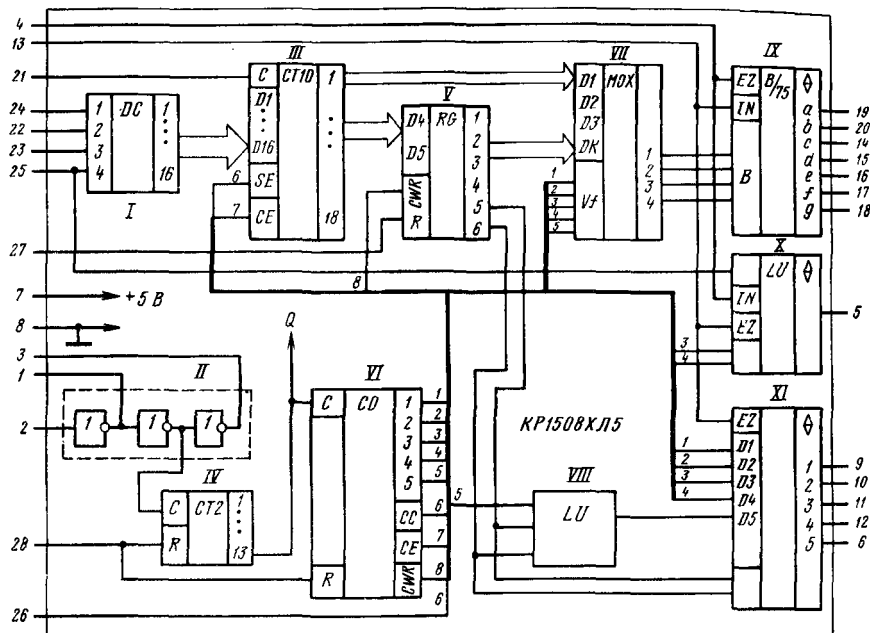 4
13
21
24
22
23
25
27
7 +5 В
8
3
1
2
28
26
1 DC 1
2
3
4 16
I
III
C CT10 1
D1
D16
6 SE
7 CE 18
V
D4 RG 1
D5 2
3
4
CWR 5
R 6
8
VII
D1 MDX
D2
D3
DK 1
2
3
Vf 4
1
2
3
4
5
IX
EZ B/75
IN a 19
b 20
c 14
d 15
B e 16
f 17
g 18
X
LU
IN
EZ 5
3
4
II
1 1 1
Q
IV
C CT2 1
R 13
VI
C CD 1 1
2 2
3 3
4 4
5 5
CC 6
CE 7
R CWR 8
6
5
КР1508ХЛ5
VIII
LU
XI
EZ
1 D1 1 9
2 D2 2 10
3 D3 3 11
4 D4 4 12
D5 5 6